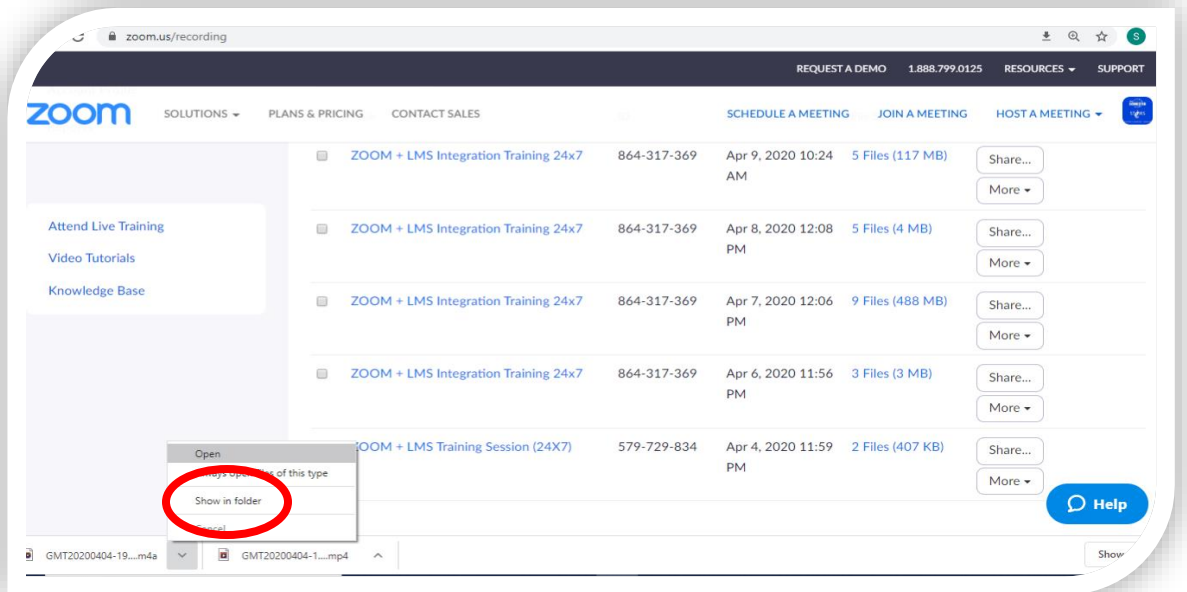 zoom.us/recording
S
REQUEST A DEMO 1.888.799.0125 RESOURCES SUPPORT
zoom SOLUTIONS PLANS & PRICING CONTACT SALES SCHEDULE A MEETING JOIN A MEETING HOST A MEETING
ZOOM + LMS Integration Training 24x7 864-317-369 Apr 9, 2020 10:24 5 Files (117 MB) Share...
AM
More
Attend Live Training
Video Tutorials
Knowledge Base
ZOOM + LMS Integration Training 24x7 864-317-369 Apr 8, 2020 12:08 5 Files (4 MB) Share...
PM
More
ZOOM + LMS Integration Training 24x7 864-317-369 Apr 7, 2020 12:06 9 Files (488 MB) Share...
PM
More
ZOOM + LMS Integration Training 24x7 864-317-369 Apr 6, 2020 11:56 3 Files (3 MB) Share...
PM
More
OOM + LMS Training Session (24X7) 579-729-834 Apr 4, 2020 11:59 2 Files (407 KB) Share...
PM
More
Open
Always open files of this type
Show in folder
Cancel
Help
GMT20200404-19....m4a GMT20200404-1....mp4 Show